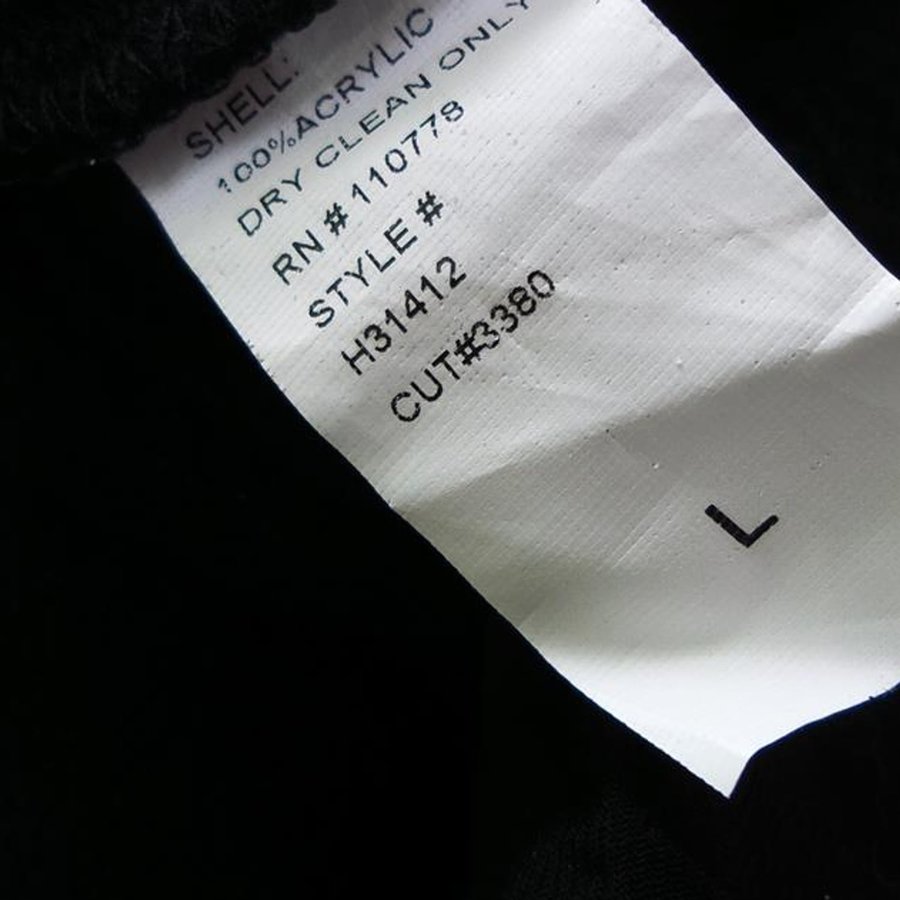 SHELL:
100%ACRYLIC
DRY CLEAN ONLY
RN # 110778
STYLE #
H31412
CUT#3380
L